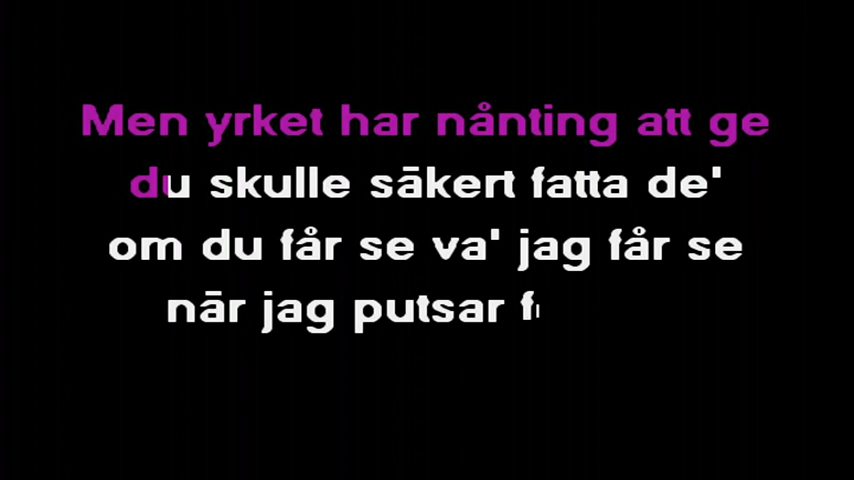 Men yrket har nånting att ge
du skulle säkert fatta de'
om du får se va' jag får se
när jag putsar f